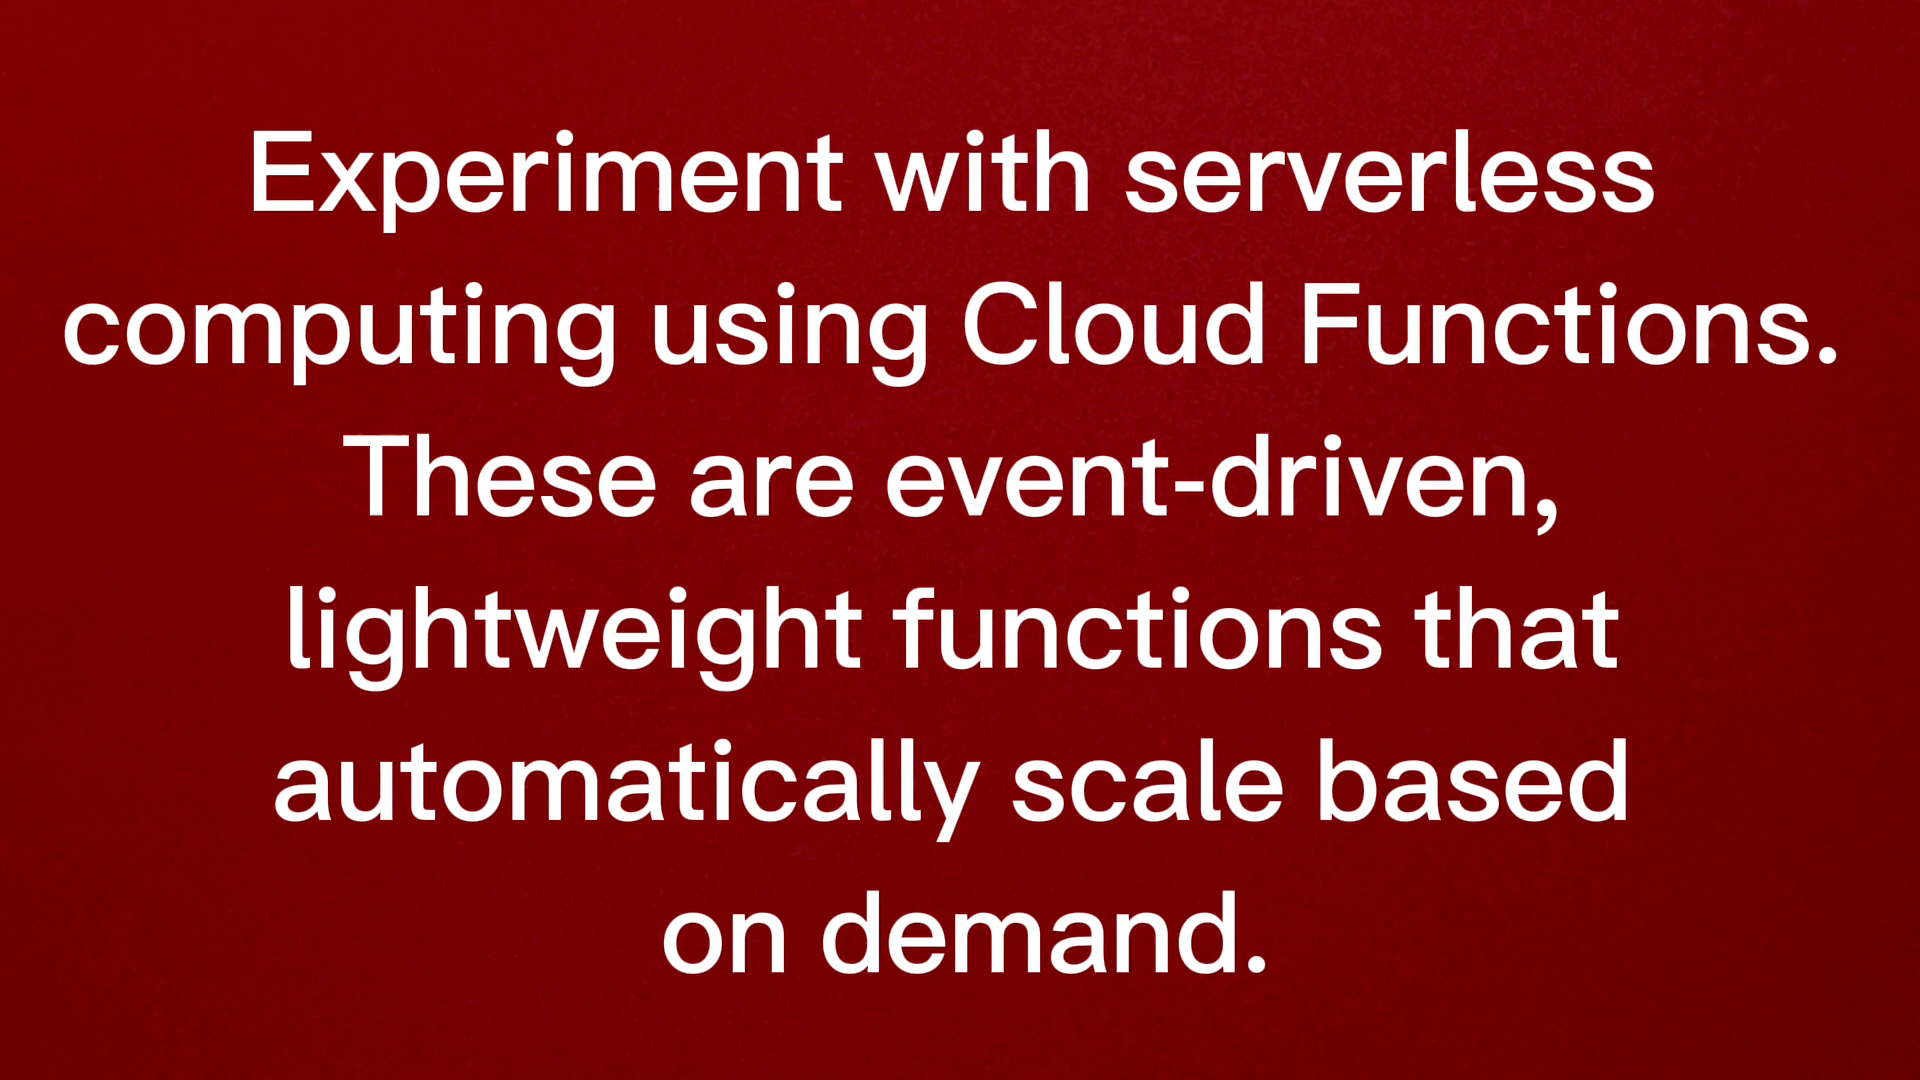 Experiment with serverless
computing using Cloud Functions.
These are event-driven,
lightweight functions that
automatically scale based
on demand.